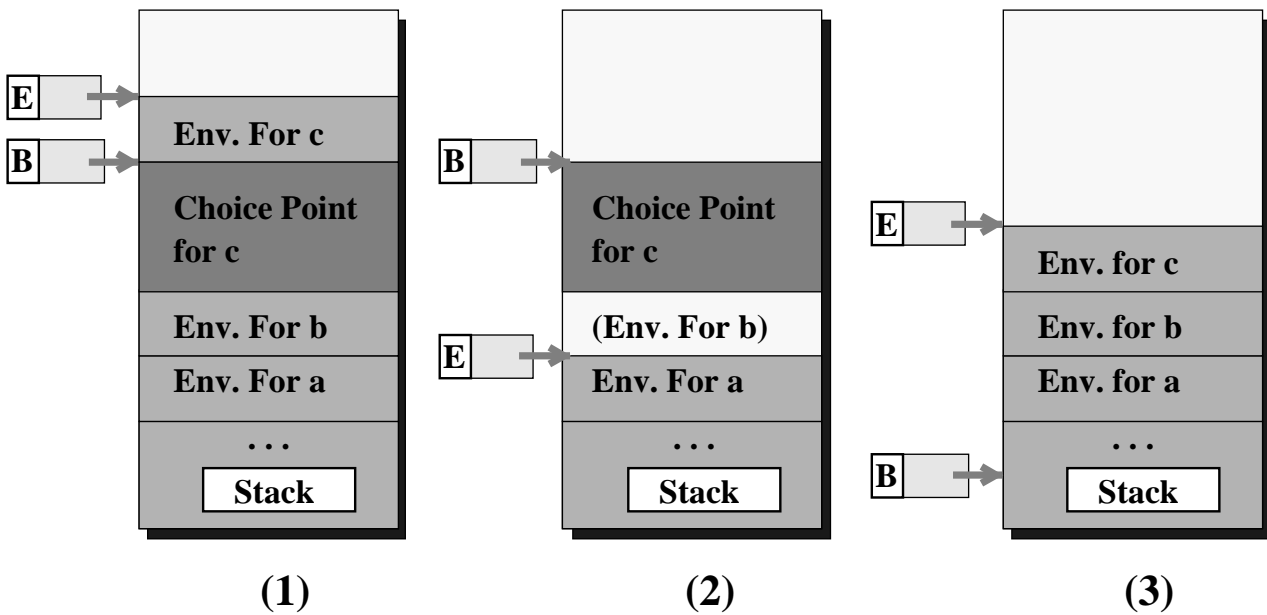 E
Env. For c
B
Choice Point
for c
Env. For b
Env. For a
. . .
Stack
(1)
B
Choice Point
for c
(Env. For b)
E
Env. For a
. . .
Stack
(2)
E
Env. for c
Env. for b
Env. for a
. . .
B
Stack
(3)